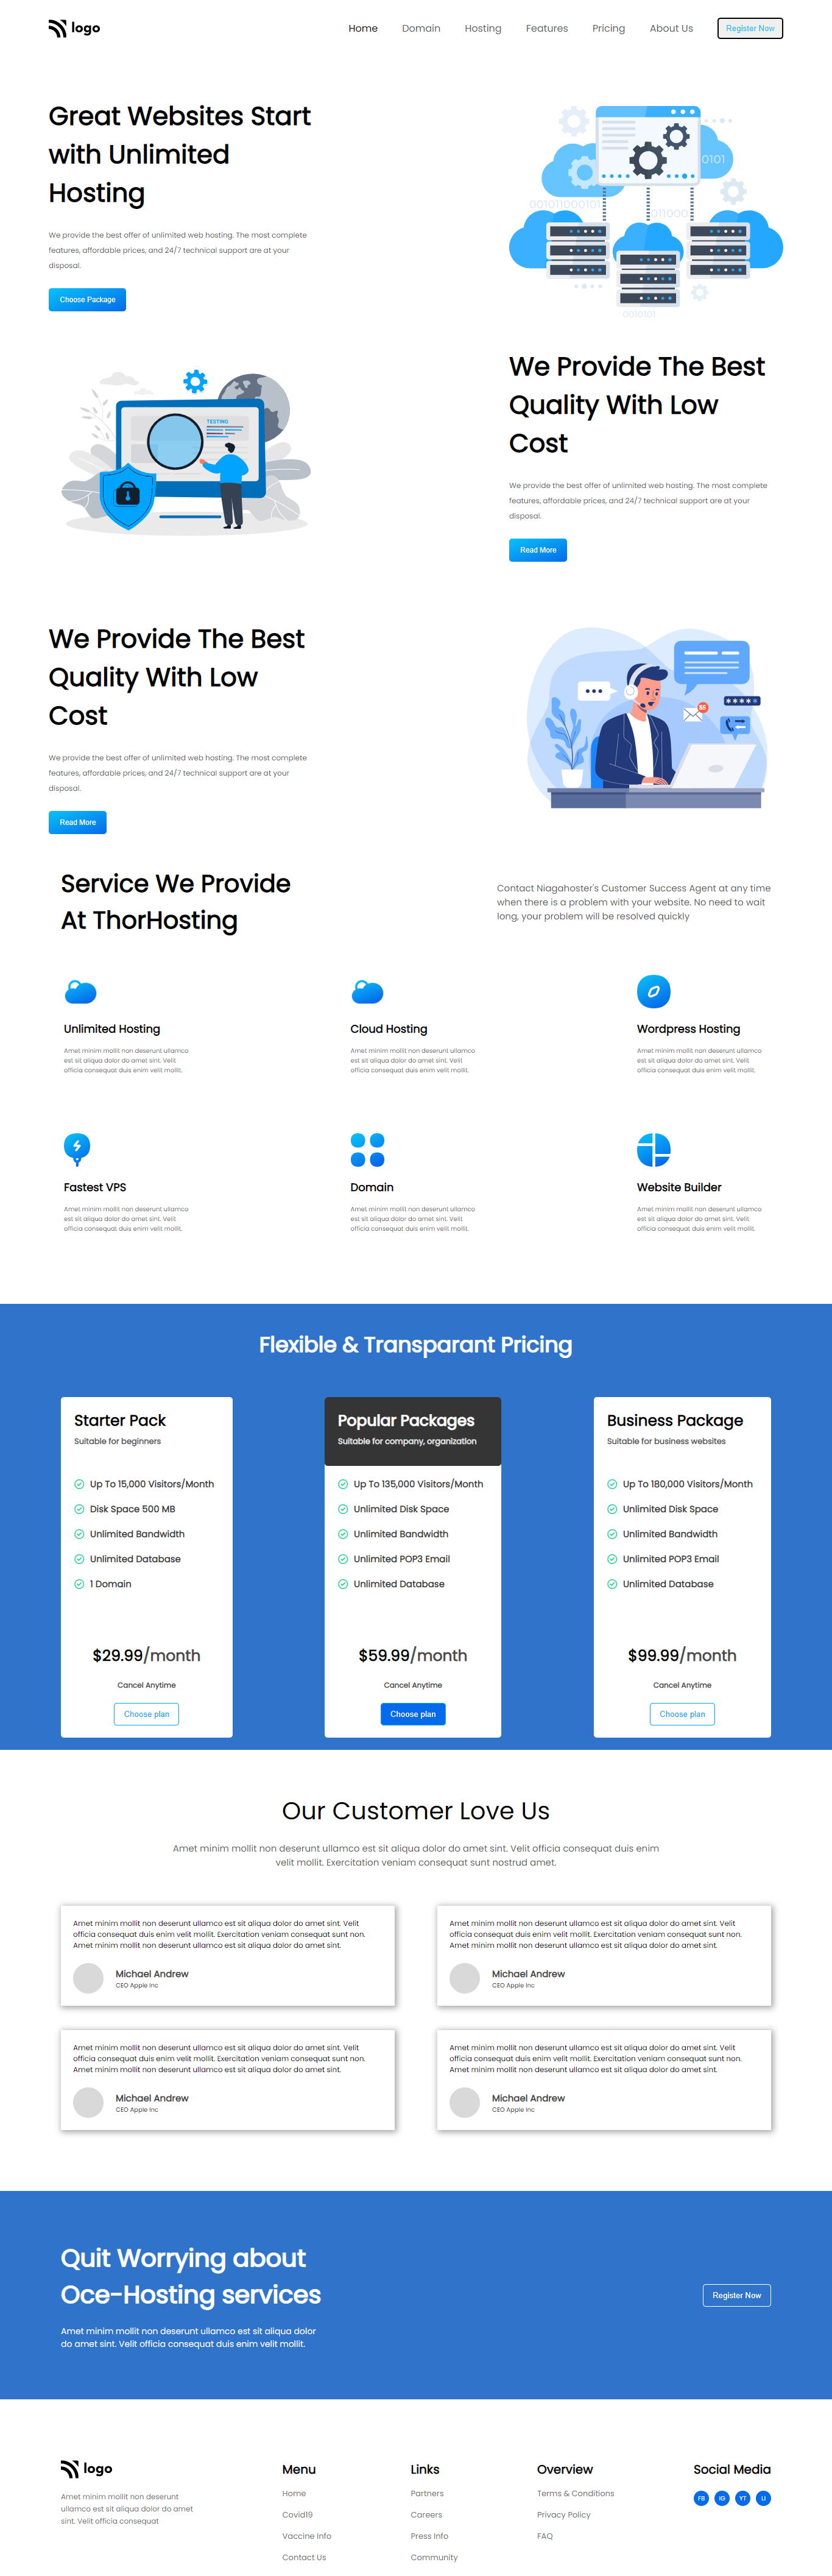 logo
Home
Domain
Hosting
Features
Pricing
About Us
Register Now
Great Websites Start
with Unlimited
Hosting
We provide the best offer of unlimited web hosting. The most complete
features, affordable prices, and 24/7 technical support are at your
disposal.
Choose Package
0101
001011000101
011000
0010101
TESTING
We Provide The Best
Quality With Low
Cost
We provide the best offer of unlimited web hosting. The most complete
features, affordable prices, and 24/7 technical support are at your
disposal.
Read More
We Provide The Best
Quality With Low
Cost
We provide the best offer of unlimited web hosting. The most complete
features, affordable prices, and 24/7 technical support are at your
disposal.
Read More
Service We Provide
At ThorHosting
Contact Niagahoster's Customer Success Agent at any time
when there is a problem with your website. No need to wait
long, your problem will be resolved quickly
Unlimited Hosting
Amet minim mollit non deserunt ullamco
est sit aliqua dolor do amet sint. Velit
officia consequat duis enim velit mollit.
Cloud Hosting
Amet minim mollit non deserunt ullamco
est sit aliqua dolor do amet sint. Velit
officia consequat duis enim velit mollit.
Wordpress Hosting
Amet minim mollit non deserunt ullamco
est sit aliqua dolor do amet sint. Velit
officia consequat duis enim velit mollit.
Fastest VPS
Amet minim mollit non deserunt ullamco
est sit aliqua dolor do amet sint. Velit
officia consequat duis enim velit mollit.
Domain
Amet minim mollit non deserunt ullamco
est sit aliqua dolor do amet sint. Velit
officia consequat duis enim velit mollit.
Website Builder
Amet minim mollit non deserunt ullamco
est sit aliqua dolor do amet sint. Velit
officia consequat duis enim velit mollit.
Flexible & Transparant Pricing
Starter Pack
Suitable for beginners
Up To 15,000 Visitors/Month
Disk Space 500 MB
Unlimited Bandwidth
Unlimited Database
1 Domain
$29.99/month
Cancel Anytime
Choose plan
Popular Packages
Suitable for company, organization
Up To 135,000 Visitors/Month
Unlimited Disk Space
Unlimited Bandwidth
Unlimited POP3 Email
Unlimited Database
$59.99/month
Cancel Anytime
Choose plan
Business Package
Suitable for business websites
Up To 180,000 Visitors/Month
Unlimited Disk Space
Unlimited Bandwidth
Unlimited POP3 Email
Unlimited Database
$99.99/month
Cancel Anytime
Choose plan
Our Customer Love Us
Amet minim mollit non deserunt ullamco est sit aliqua dolor do amet sint. Velit officia consequat duis enim
velit mollit. Exercitation veniam consequat sunt nostrud amet.
Amet minim mollit non deserunt ullamco est sit aliqua dolor do amet sint. Velit
officia consequat duis enim velit mollit. Exercitation veniam consequat sunt non.
Amet minim mollit non deserunt ullamco est sit aliqua dolor do amet sint.
Michael Andrew
CEO Apple Inc
Amet minim mollit non deserunt ullamco est sit aliqua dolor do amet sint. Velit
officia consequat duis enim velit mollit. Exercitation veniam consequat sunt non.
Amet minim mollit non deserunt ullamco est sit aliqua dolor do amet sint.
Michael Andrew
CEO Apple Inc
Amet minim mollit non deserunt ullamco est sit aliqua dolor do amet sint. Velit
officia consequat duis enim velit mollit. Exercitation veniam consequat sunt non.
Amet minim mollit non deserunt ullamco est sit aliqua dolor do amet sint.
Michael Andrew
CEO Apple Inc
Amet minim mollit non deserunt ullamco est sit aliqua dolor do amet sint. Velit
officia consequat duis enim velit mollit. Exercitation veniam consequat sunt non.
Amet minim mollit non deserunt ullamco est sit aliqua dolor do amet sint.
Michael Andrew
CEO Apple Inc
Quit Worrying about
Oce-Hosting services
Amet minim mollit non deserunt ullamco est sit aliqua dolor
do amet sint. Velit officia consequat duis enim velit mollit.
Register Now
logo
Amet minim mollit non deserunt
ullamco est sit aliqua dolor do amet
sint. Velit officia consequat
Menu
Home
Covid19
Vaccine Info
Contact Us
Links
Partners
Careers
Press Info
Community
Overview
Terms & Conditions
Privacy Policy
FAQ
Social Media
FB
IG
YT
LI